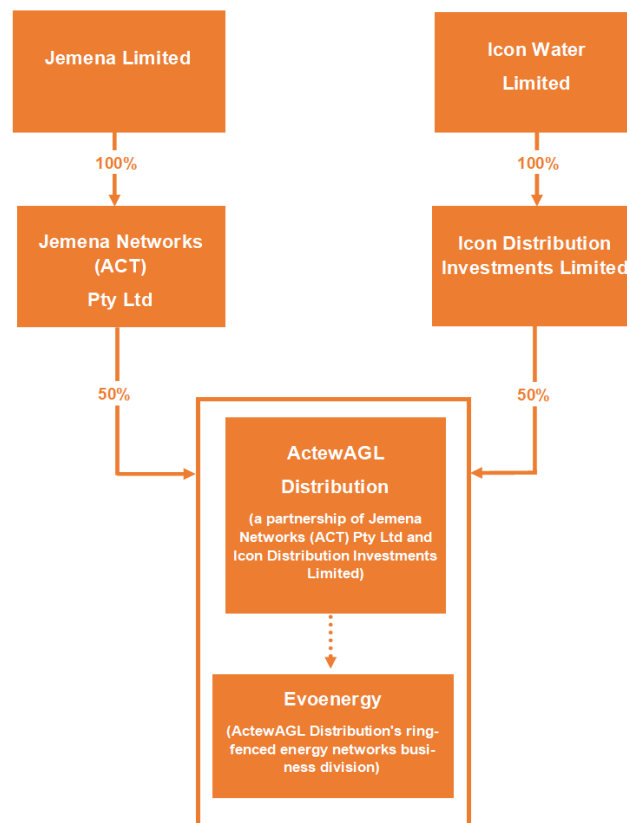 Jemena Limited
Icon Water
Limited
100%
100%
Jemena Networks
(ACT)
Pty Ltd
Icon Distribution
Investments Limited
50%
50%
ActewAGL
Distribution
(a partnership of Jemena
Networks (ACT) Pty Ltd and
Icon Distribution Investments
Limited)
Evoenergy
(ActewAGL Distribution's ring-
fenced energy networks busi-
ness division)